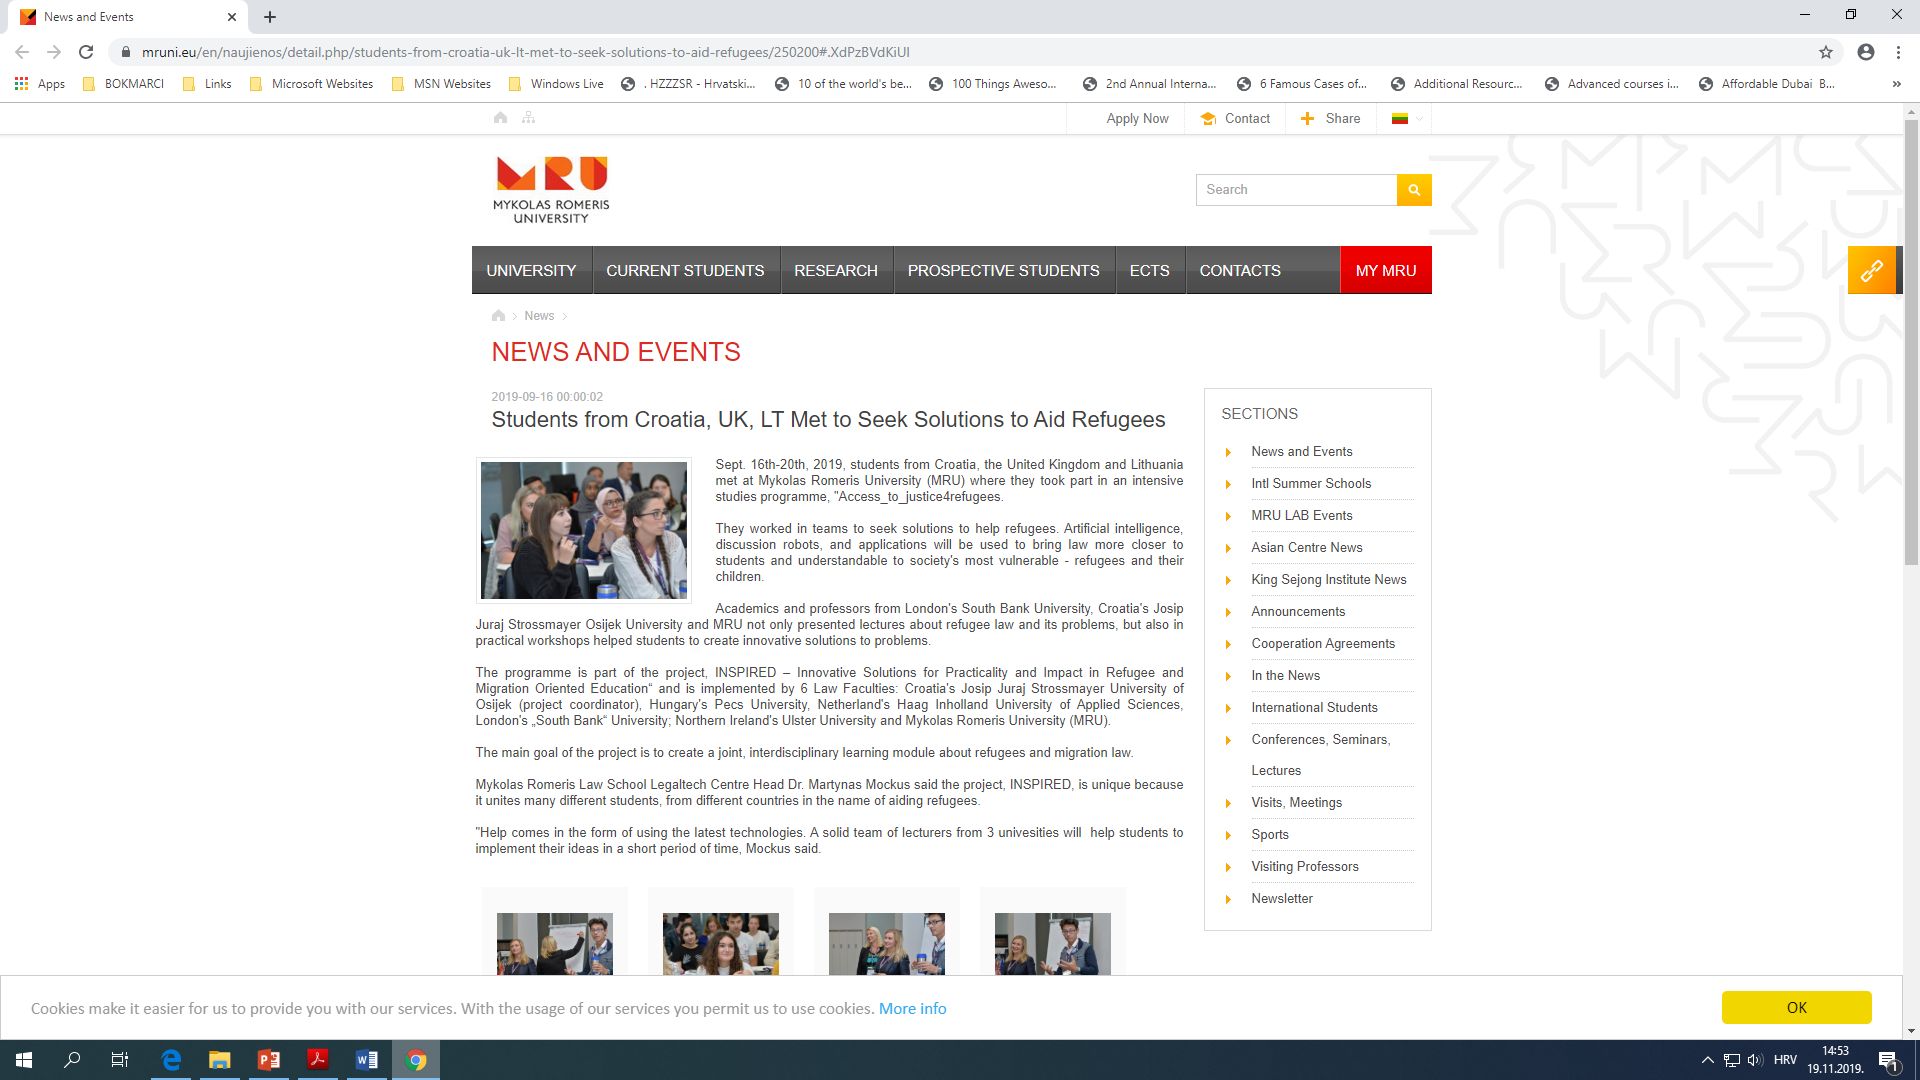 News and Events
mruni.eu/en/naujienos/detail.php/students-from-croatia-uk-lt-met-to-seek-solutions-to-aid-refugees/250200#.XdPzBVdKiUl
Apps BOKMARCI Links Microsoft Websites MSN Websites Windows Live . HZZZSR - Hrvatski... 10 of the world's be... 100 Things Aweso... 2nd Annual Interna... 6 Famous Cases of... Additional Resourc... Advanced courses i... Affordable Dubai B... »
Apply Now Contact Share
MRU
MYKOLAS ROMERIS
UNIVERSITY
Search
UNIVERSITY CURRENT STUDENTS RESEARCH PROSPECTIVE STUDENTS ECTS CONTACTS MY MRU
News
NEWS AND EVENTS
2019-09-16 00:00:02
Students from Croatia, UK, LT Met to Seek Solutions to Aid Refugees
Sept. 16th-20th, 2019, students from Croatia, the United Kingdom and Lithuania
met at Mykolas Romeris University (MRU) where they took part in an intensive
studies programme, "Access_to_justice4refugees.
They worked in teams to seek solutions to help refugees. Artificial intelligence,
discussion robots, and applications will be used to bring law more closer to
students and understandable to society's most vulnerable - refugees and their
children.
Academics and professors from London's South Bank University, Croatia's Josip
Juraj Strossmayer Osijek University and MRU not only presented lectures about refugee law and its problems, but also in
practical workshops helped students to create innovative solutions to problems.
The programme is part of the project, INSPIRED – Innovative Solutions for Practicality and Impact in Refugee and
Migration Oriented Education“ and is implemented by 6 Law Faculties: Croatia's Josip Juraj Strossmayer University of
Osijek (project coordinator), Hungary's Pecs University, Netherland's Haag Inholland University of Applied Sciences,
London's „South Bank“ University; Northern Ireland's Ulster University and Mykolas Romeris University (MRU).
The main goal of the project is to create a joint, interdisciplinary learning module about refugees and migration law.
Mykolas Romeris Law School Legaltech Centre Head Dr. Martynas Mockus said the project, INSPIRED, is unique because
it unites many different students, from different countries in the name of aiding refugees.
"Help comes in the form of using the latest technologies. A solid team of lecturers from 3 univesities will help students to
implement their ideas in a short period of time, Mockus said.
SECTIONS
News and Events
Intl Summer Schools
MRU LAB Events
Asian Centre News
King Sejong Institute News
Announcements
Cooperation Agreements
In the News
International Students
Conferences, Seminars,
Lectures
Visits, Meetings
Sports
Visiting Professors
Newsletter
Cookies make it easier for us to provide you with our services. With the usage of our services you permit us to use cookies. More info
OK
HRV
14:53
19.11.2019.
1